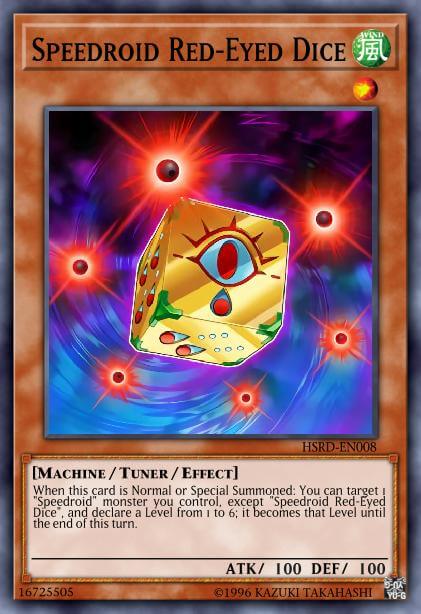 SPEEDROID RED-EYED DICE
WIND
風
HSRD-EN008
[MACHINE / TUNER / EFFECT]
When this card is Normal or Special Summoned: You can target 1
"Speedroid" monster you control, except "Speedroid Red-Eyed
Dice", and declare a Level from 1 to 6; it becomes that Level until
the end of this turn.
ATK/ 100 DEF/ 100
16725505
©1996 KAZUKI TAKAHASHI